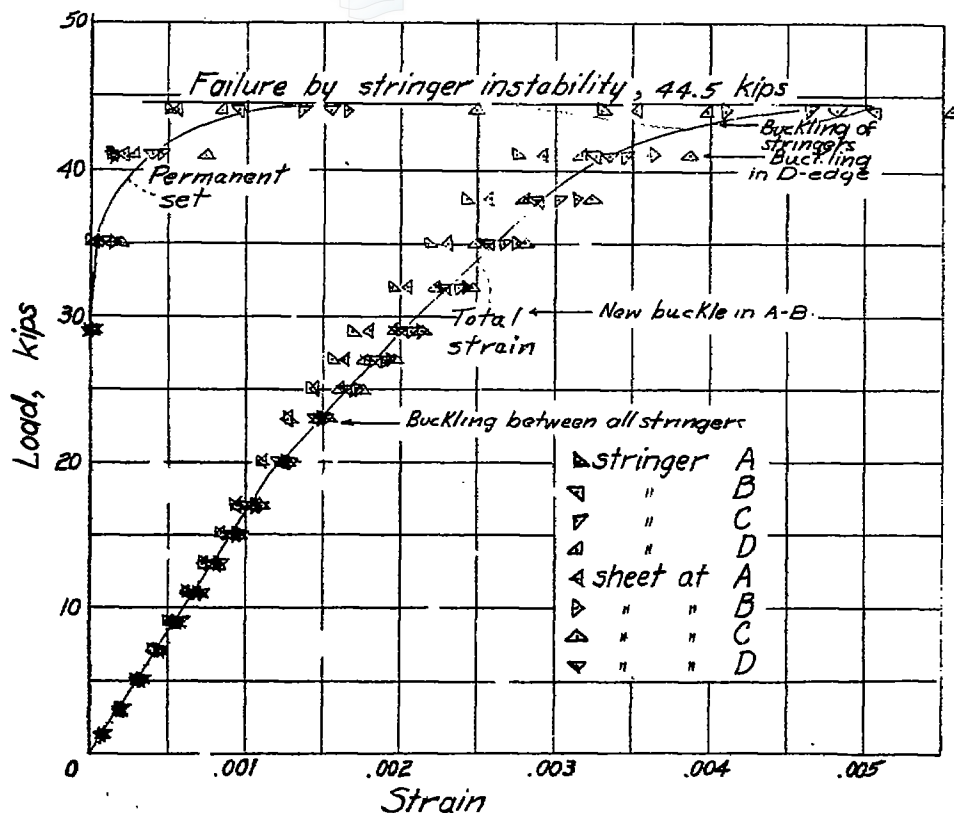 50
Failure by stringer instability, 44.5 kips
Buckling of
stringers
Buckling
in D-edge
40
Permanent
set
30
New buckle in A-B.
Total
strain
Load, kips
Buckling between all stringers
20
stringer A
" B
" C
" D
sheet at A
" " B
" " C
" " D
10
0 .001 .002 .003 .004 .005
Strain